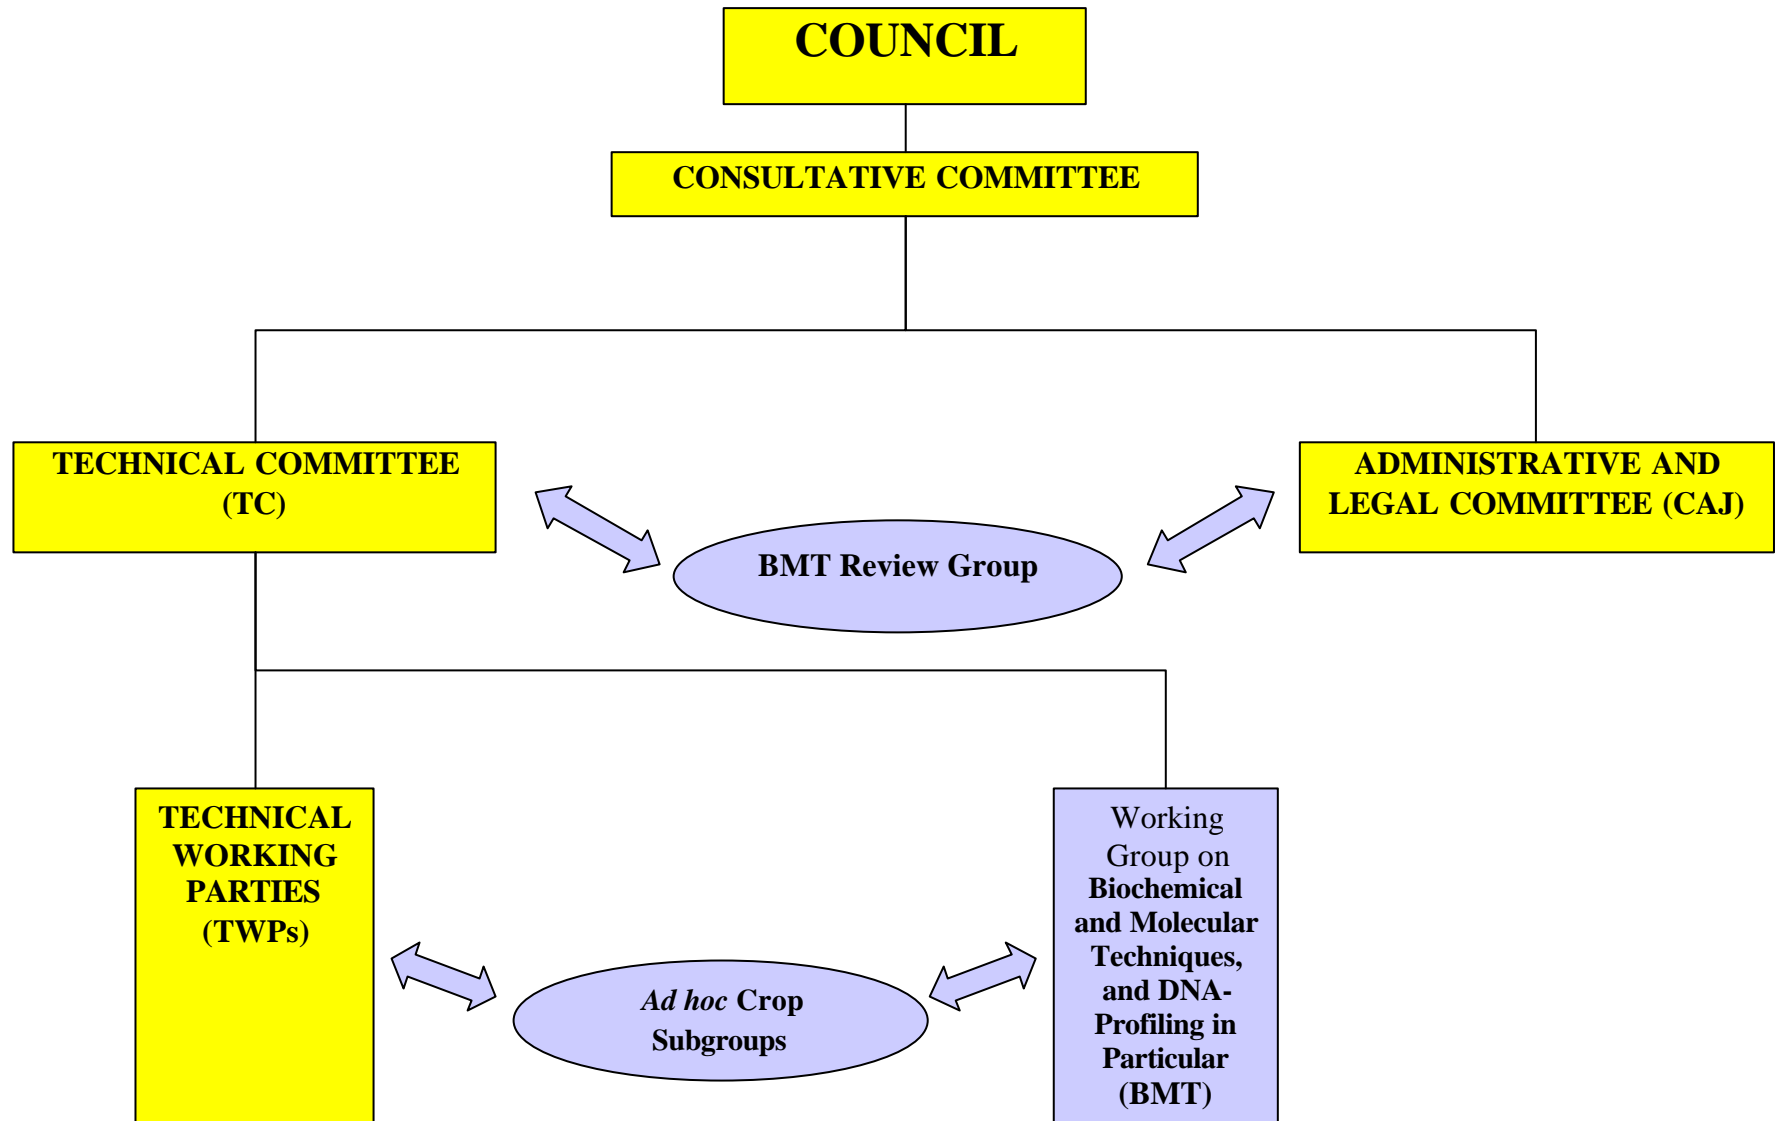 COUNCIL
CONSULTATIVE COMMITTEE
TECHNICAL COMMITTEE
(TC)
ADMINISTRATIVE AND
LEGAL COMMITTEE (CAJ)
BMT Review Group
TECHNICAL
WORKING
PARTIES
(TWPs)
Ad hoc Crop
Subgroups
Working
Group on
Biochemical
and Molecular
Techniques,
and DNA-
Profiling in
Particular
(BMT)